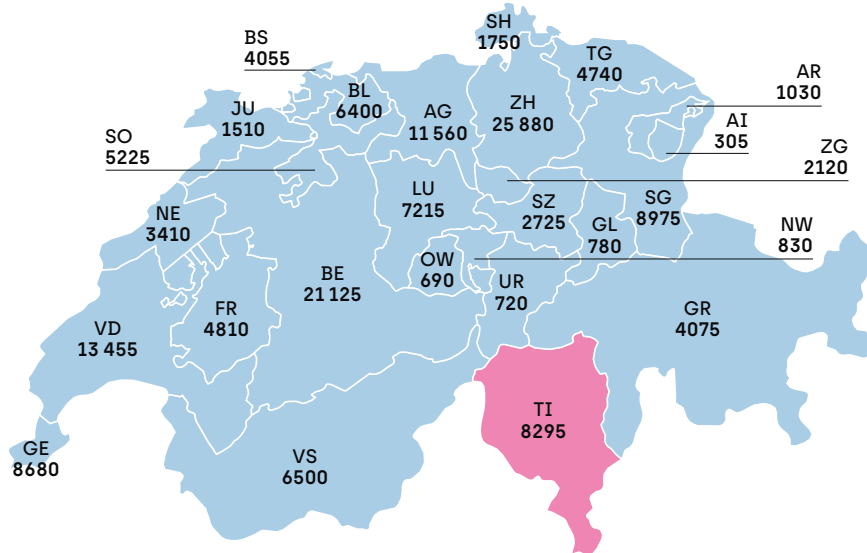 SH
1750
BS
4055
TG
4740
AR
1030
BL
6400
JU
1510
AG
11 560
ZH
25 880
AI
305
SO
5225
ZG
2120
LU
7215
SZ
2725
SG
8975
NE
3410
GL
780
NW
830
OW
690
BE
21 125
UR
720
FR
4810
GR
4075
VD
13 455
TI
8295
GE
8680
VS
6500